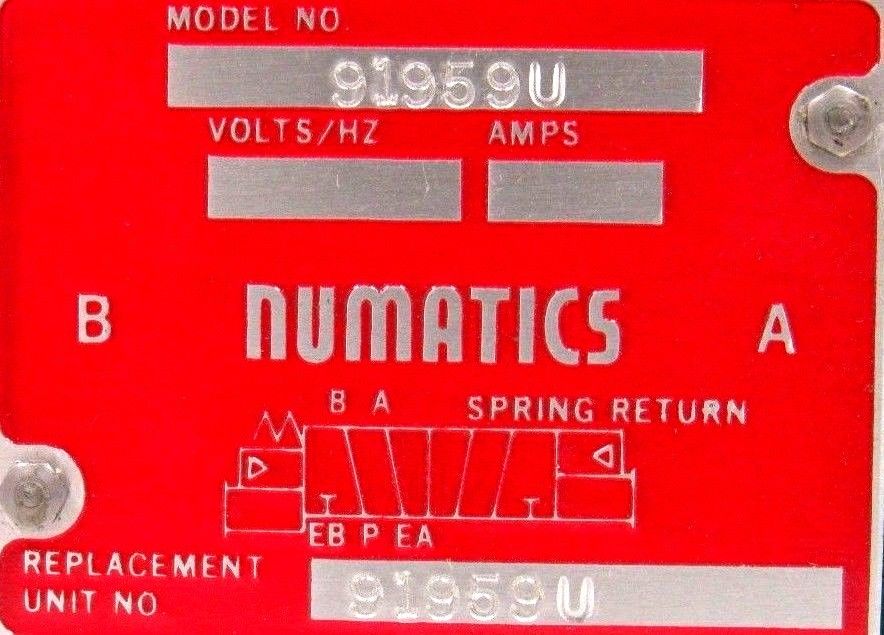 MODEL NO
91959U
VOLTS/HZ AMPS
B NUMATICS A
B A SPRING RETURN
EB P EA
REPLACEMENT
UNIT NO 91959U